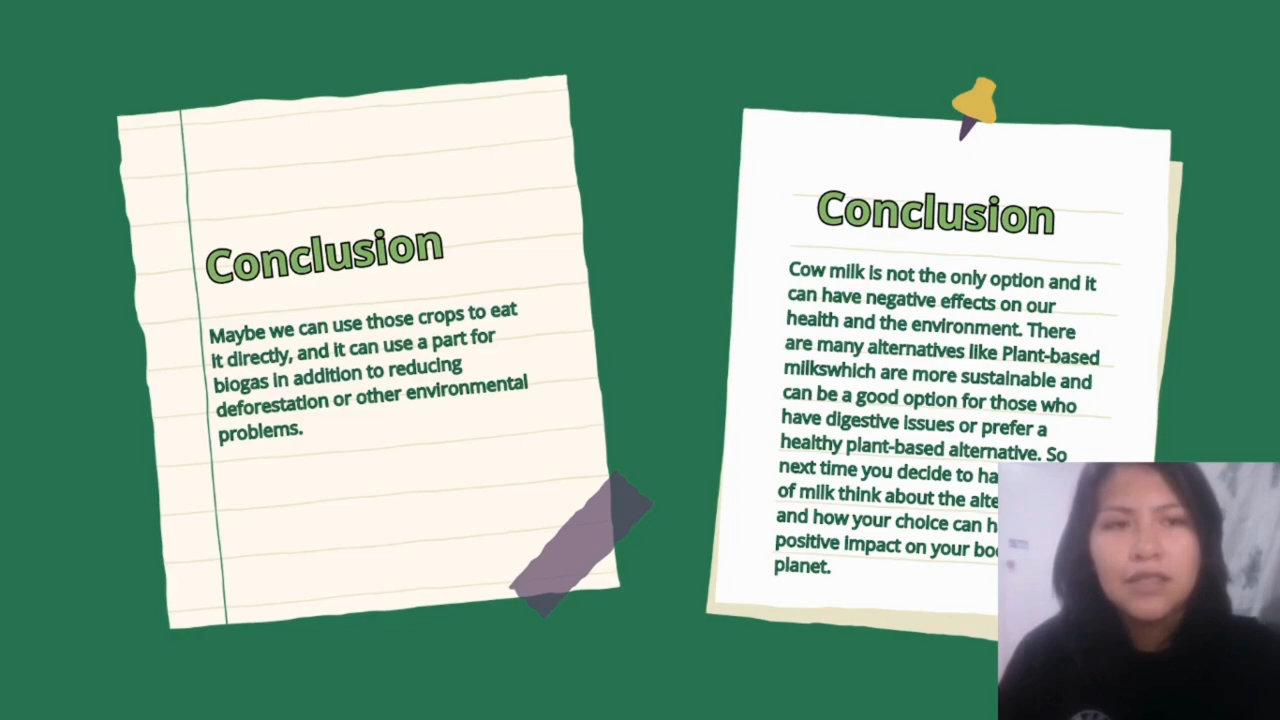 Conclusion
Maybe we can use those crops to eat
it directly, and it can use a part for
biogas in addition to reducing
deforestation or other environmental
problems.
Conclusion
Cow milk is not the only option and it
can have negative effects on our
health and the environment. There
are many alternatives like Plant-based
milkswhich are more sustainable and
can be a good option for those who
have digestive issues or prefer a
healthy plant-based alternative. So
next time you decide to ha
of milk think about the alte
and how your choice can h
positive impact on your bo
planet.